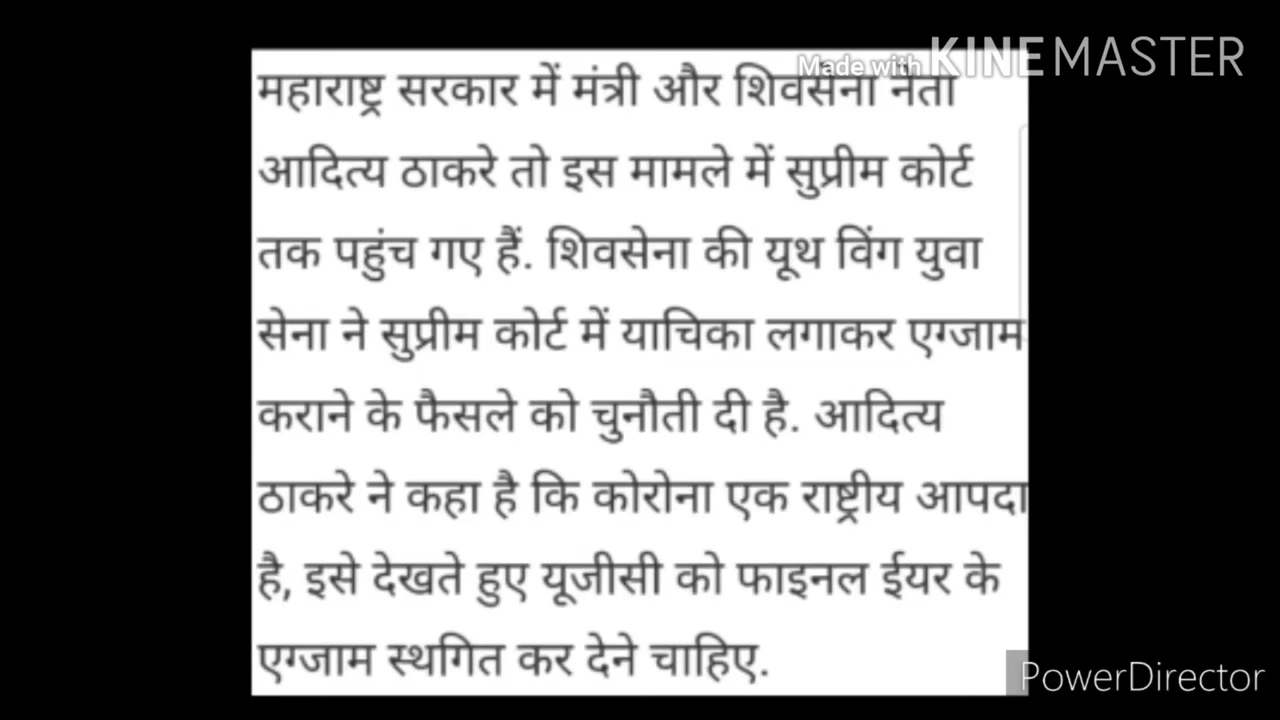 Made with KINEMASTER
महाराष्ट्र सरकार में मंत्री और शिवसेना नेता
आदित्य ठाकरे तो इस मामले में सुप्रीम कोर्ट
तक पहुंच गए हैं. शिवसेना की यूथ विंग युवा
सेना ने सुप्रीम कोर्ट में याचिका लगाकर एग्जाम
कराने के फैसले को चुनौती दी है. आदित्य
ठाकरे ने कहा है कि कोरोना एक राष्ट्रीय आपदा
है, इसे देखते हुए यूजीसी को फाइनल ईयर के
एग्जाम स्थगित कर देने चाहिए.
PowerDirector